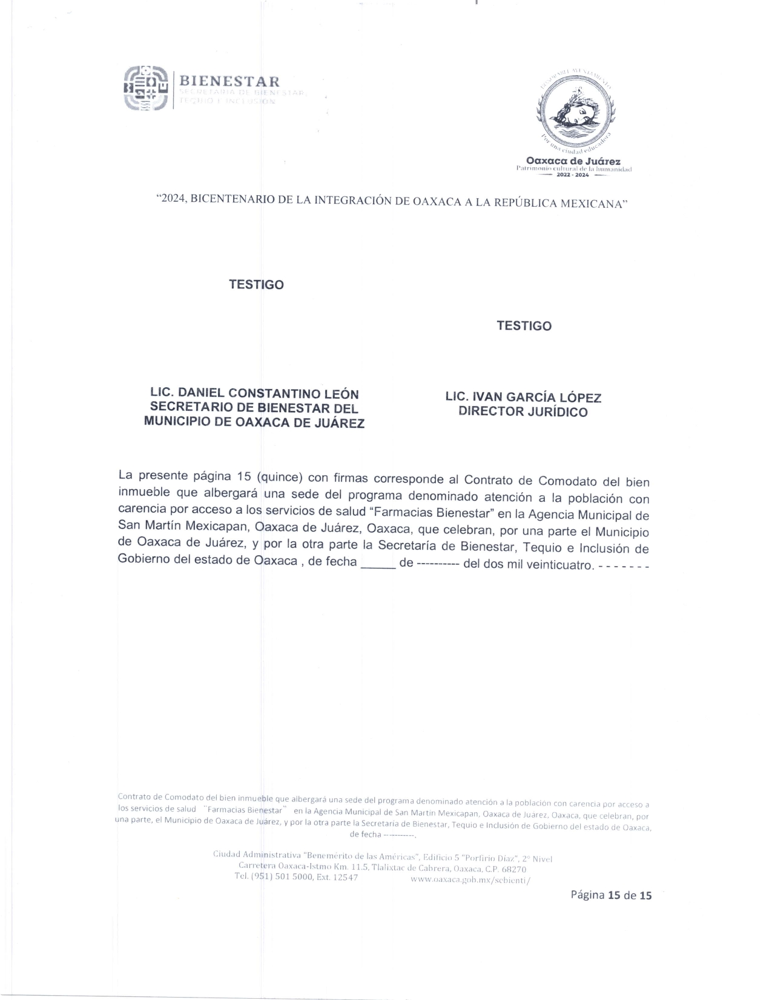 BIENESTAR
SECRETARÍA DE BIENESTAR,
TEQUIO E INCLUSIÓN
Por una ciudad educadora
Oaxaca de Juárez
Patrimonio cultural de la humanidad
2022 - 2024
“2024, BICENTENARIO DE LA INTEGRACIÓN DE OAXACA A LA REPÚBLICA MEXICANA”
TESTIGO
TESTIGO
LIC. DANIEL CONSTANTINO LEÓN
SECRETARIO DE BIENESTAR DEL
MUNICIPIO DE OAXACA DE JUÁREZ
LIC. IVAN GARCÍA LÓPEZ
DIRECTOR JURÍDICO
La presente página 15 (quince) con firmas corresponde al Contrato de Comodato del bien
inmueble que albergará una sede del programa denominado atención a la población con
carencia por acceso a los servicios de salud “Farmacias Bienestar” en la Agencia Municipal de
San Martín Mexicapan, Oaxaca de Juárez, Oaxaca, que celebran, por una parte el Municipio
de Oaxaca de Juárez, y por la otra parte la Secretaría de Bienestar, Tequio e Inclusión de
Gobierno del estado de Oaxaca , de fecha _____ de ---------- del dos mil veinticuatro. - - - - - - -
Contrato de Comodato del bien inmueble que albergará una sede del programa denominado atención a la población con carencia por acceso a
los servicios de salud “Farmacias Bienestar” en la Agencia Municipal de San Martín Mexicapan, Oaxaca de Juárez, Oaxaca, que celebran, por
una parte, el Municipio de Oaxaca de Juárez, y por la otra parte la Secretaría de Bienestar, Tequio e Inclusión de Gobierno del estado de Oaxaca,
de fecha ----------.
Ciudad Administrativa "Benemérito de las Américas", Edificio 5 "Porfirio Díaz", 2° Nivel
Carretera Oaxaca-Istmo Km. 11.5, Tlalixtac de Cabrera, Oaxaca, C.P. 68270
Tel. (951) 501 5000, Ext. 12547 www.oaxaca.gob.mx/sebienti/
Página 15 de 15